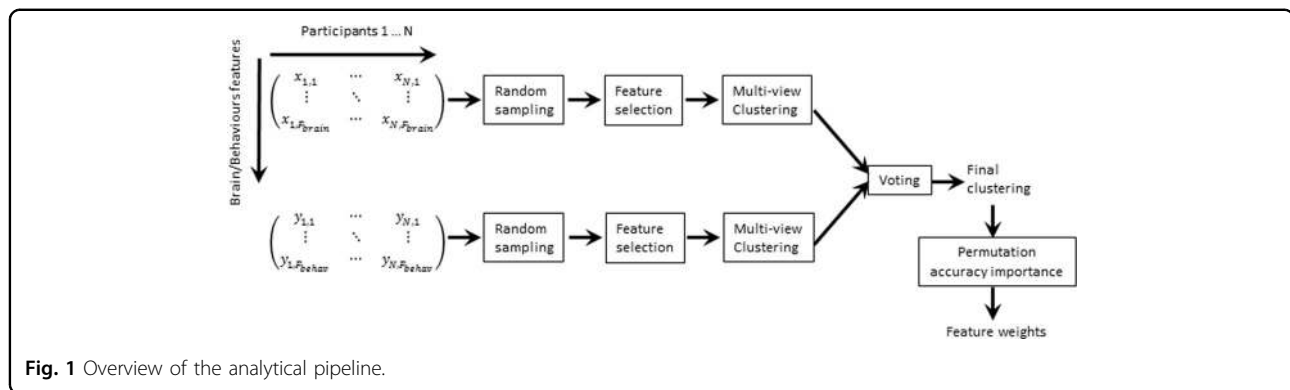 Participants 1 ... N
Brain/Behaviours features
x1,1 ⋯ xN,1
⋮ ⋱ ⋮
x1,Fbrain ⋯ xN,Fbrain
Random
sampling
Feature
selection
Multi-view
Clustering
y1,1 ⋯ yN,1
⋮ ⋱ ⋮
y1,Fbehav ⋯ yN,Fbehav
Random
sampling
Feature
selection
Multi-view
Clustering
Voting
Final
clustering
Permutation
accuracy importance
Feature weights
Fig. 1 Overview of the analytical pipeline.